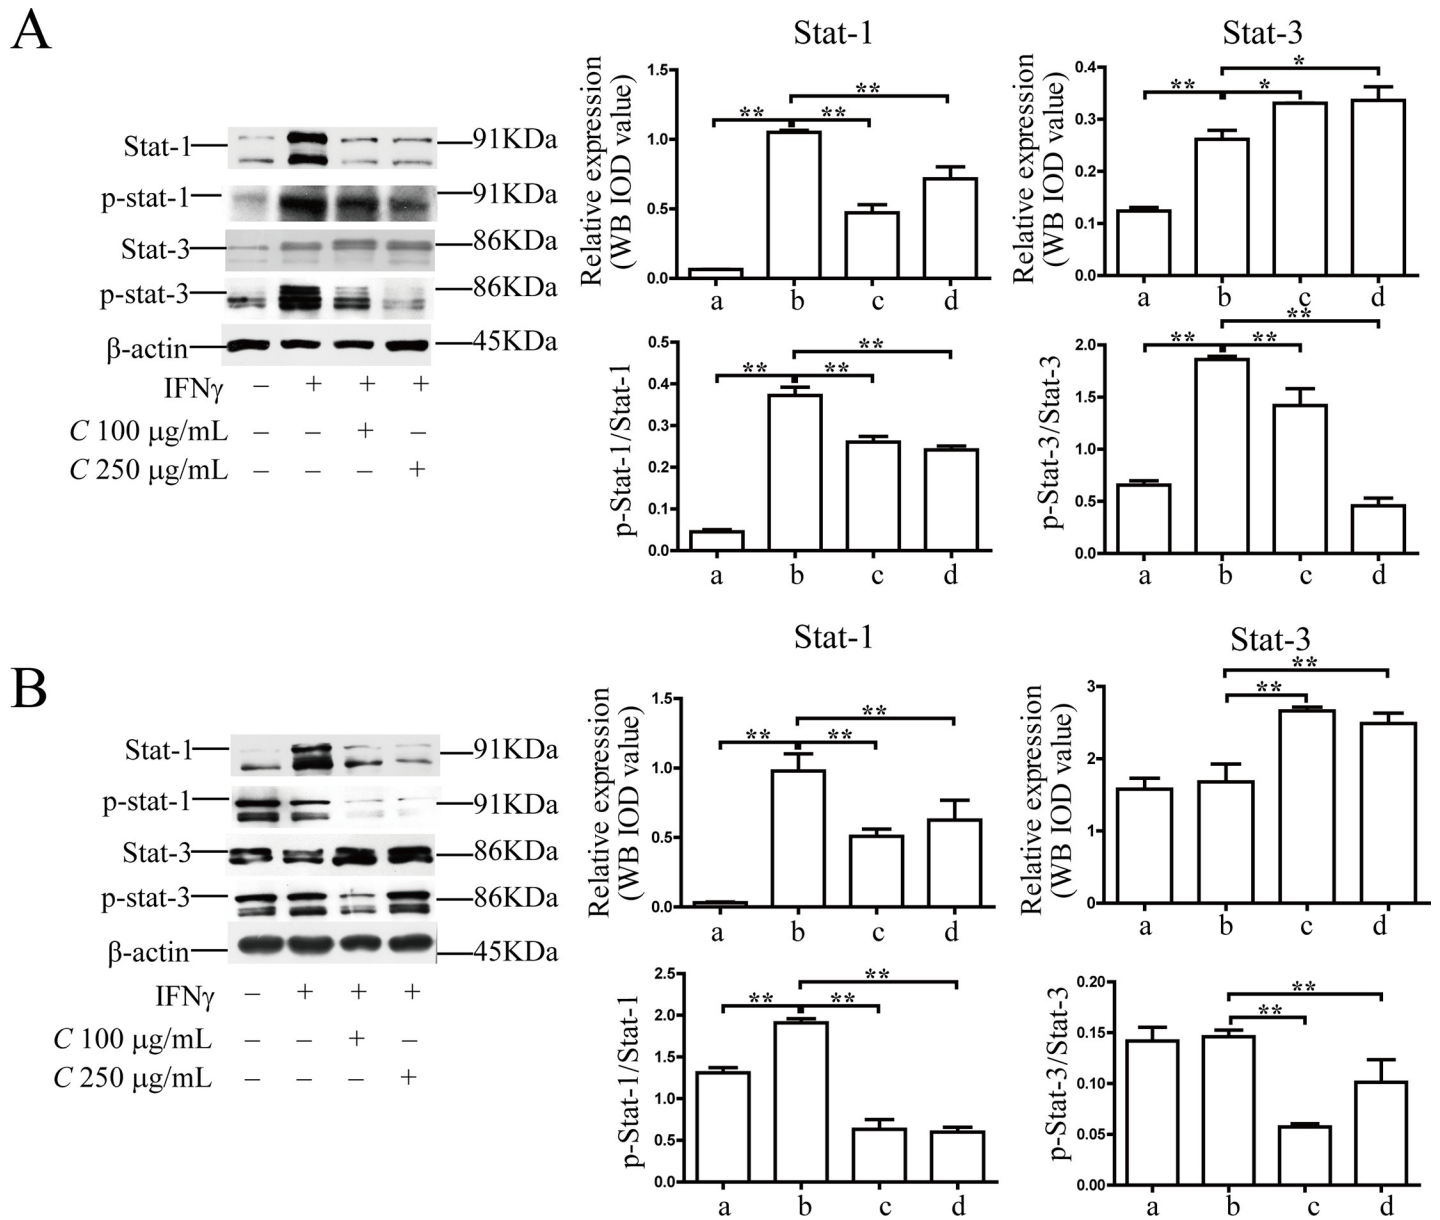 A
Stat-1
91KDa
p-stat-1
91KDa
Stat-3
86KDa
p-stat-3
86KDa
β-actin
45KDa
IFNγ – + + +
C 100 μg/mL – – + –
C 250 μg/mL – – – +
Stat-1
Relative expression
(WB IOD value)
1.5
1.0
0.5
0.0
** ** **
a b c d
Stat-3
Relative expression
(WB IOD value)
0.4
0.3
0.2
0.1
0.0
** * *
a b c d
p-Stat-1/Stat-1
0.5
0.4
0.3
0.2
0.1
0.0
** ** **
a b c d
p-Stat-3/Stat-3
2.0
1.5
1.0
0.5
0.0
** ** **
a b c d
B
Stat-1
91KDa
p-stat-1
91KDa
Stat-3
86KDa
p-stat-3
86KDa
β-actin
45KDa
IFNγ – + + +
C 100 μg/mL – – + –
C 250 μg/mL – – – +
Stat-1
Relative expression
(WB IOD value)
1.5
1.0
0.5
0.0
** ** **
a b c d
Stat-3
Relative expression
(WB IOD value)
3
2
1
0
** **
a b c d
p-Stat-1/Stat-1
2.5
2.0
1.5
1.0
0.5
0.0
** ** **
a b c d
p-Stat-3/Stat-3
0.20
0.15
0.10
0.05
0.00
** **
a b c d